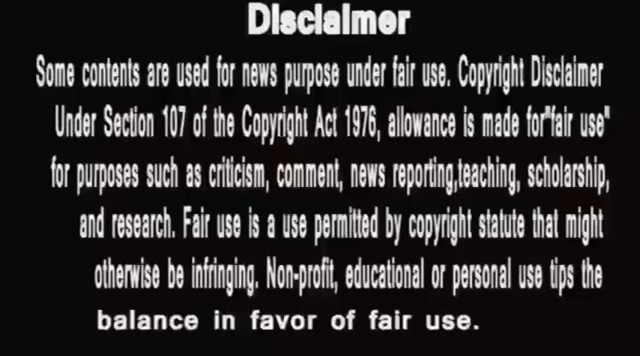 Disclaimer
Some contents are used for news purpose under fair use. Copyright Disclaimer
Under Section 107 of the Copyright Act 1976, allowance is made for"fair use"
for purposes such as criticism, comment, news reporting,teaching, scholarship,
and research. Fair use is a use permitted by copyright statute that might
otherwise be infringing. Non-profit, educational or personal use tips the
balance in favor of fair use.